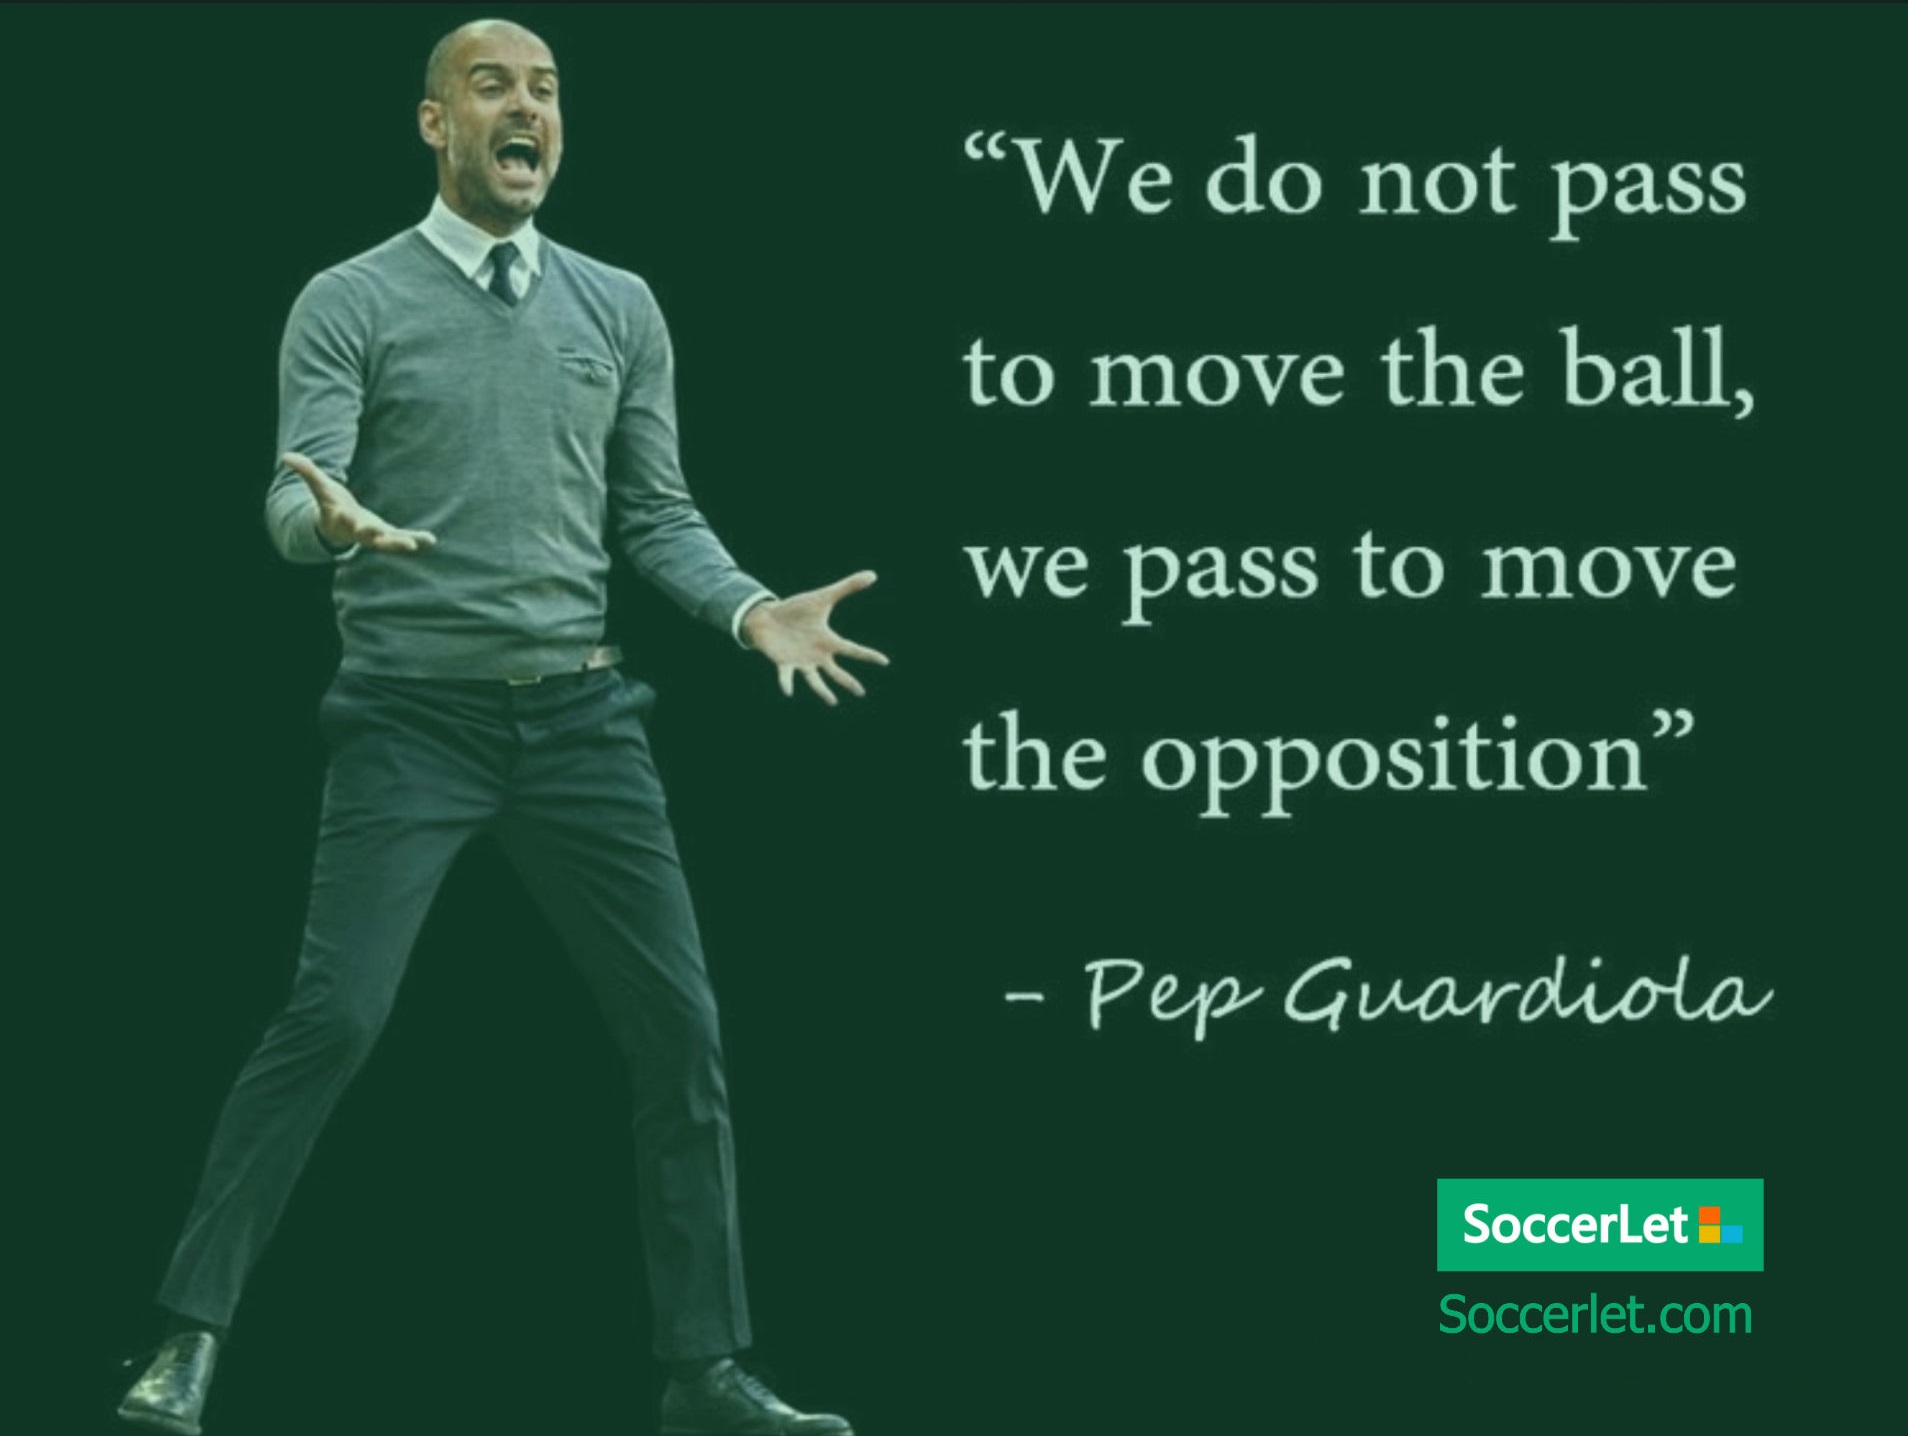 “We do not pass
to move the ball,
we pass to move
the opposition”
- Pep Guardiola
SoccerLet
Soccerlet.com